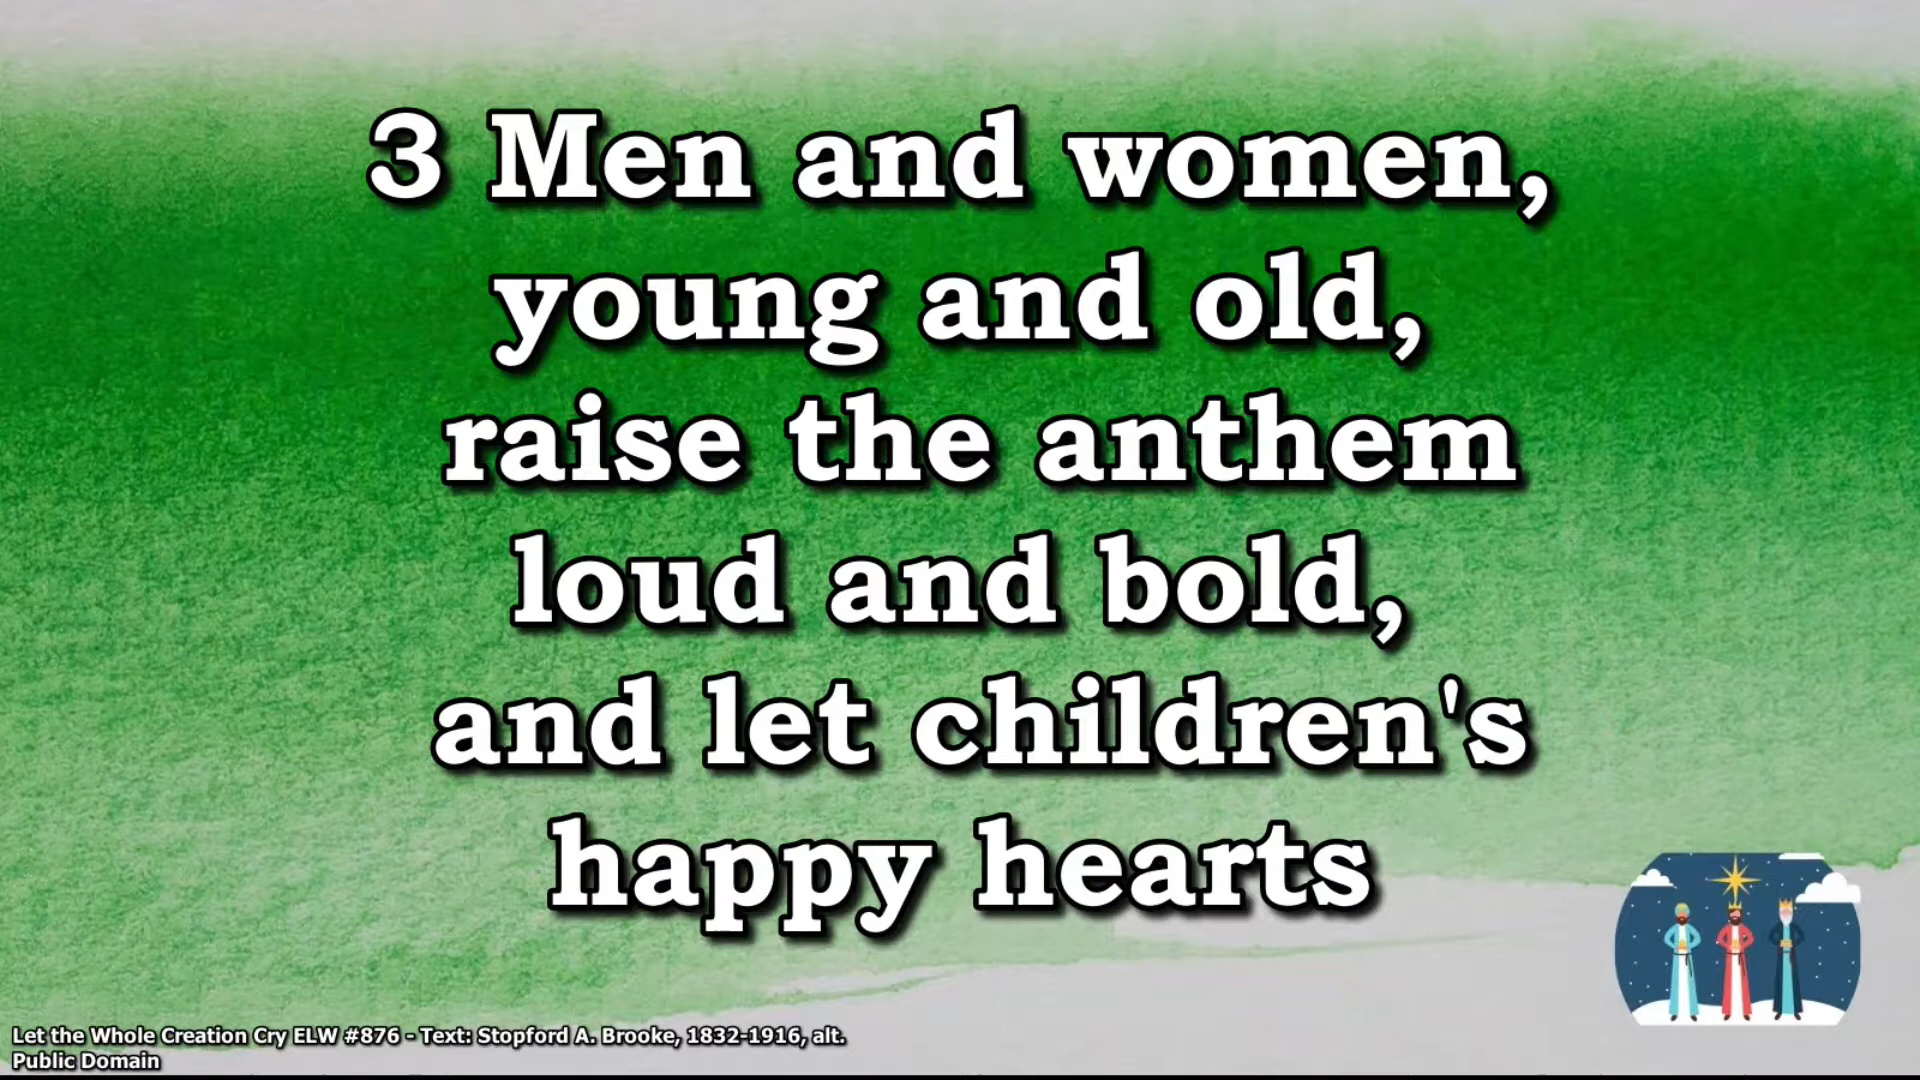 3 Men and women,
young and old,
raise the anthem
loud and bold,
and let children's
happy hearts
Let the Whole Creation Cry ELW #876 - Text: Stopford A. Brooke, 1832-1916, alt.
Public Domain